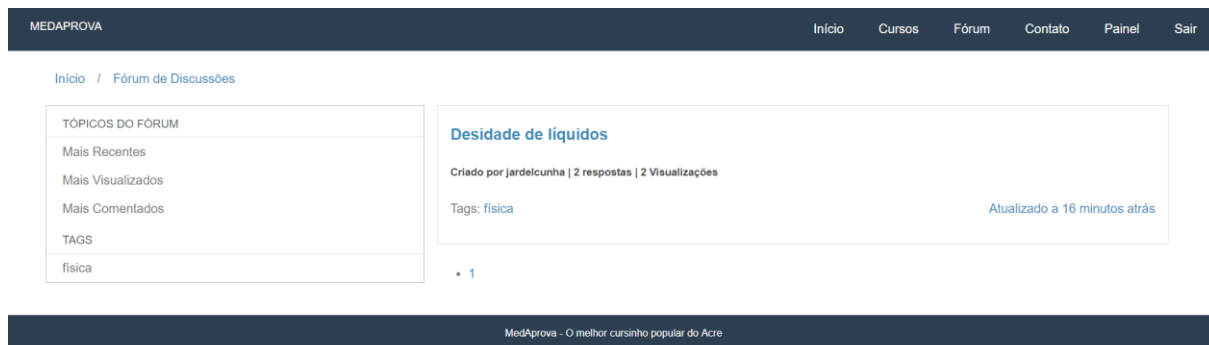 MEDAPROVA Início Cursos Fórum Contato Painel Sair
Início / Fórum de Discussões
TÓPICOS DO FÓRUM
Mais Recentes
Mais Visualizados
Mais Comentados
TAGS
física
Desidade de líquidos
Criado por jardelcunha | 2 respostas | 2 Visualizações
Tags: física Atualizado a 16 minutos atrás
• 1
MedAprova - O melhor cursinho popular do Acre